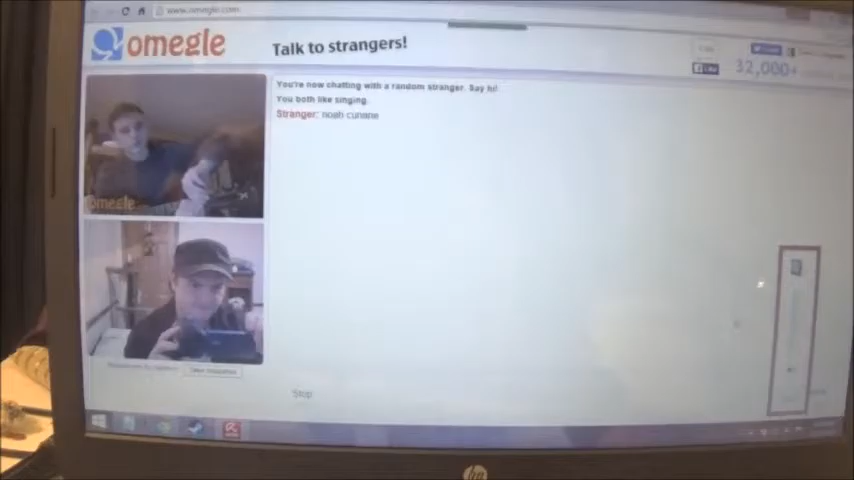 www.omegle.com
omegle
Talk to strangers!
32,000+
You're now chatting with a random stranger. Say hi!
You both like singing.
Stranger: noah cunane
omegle
Stop
hp